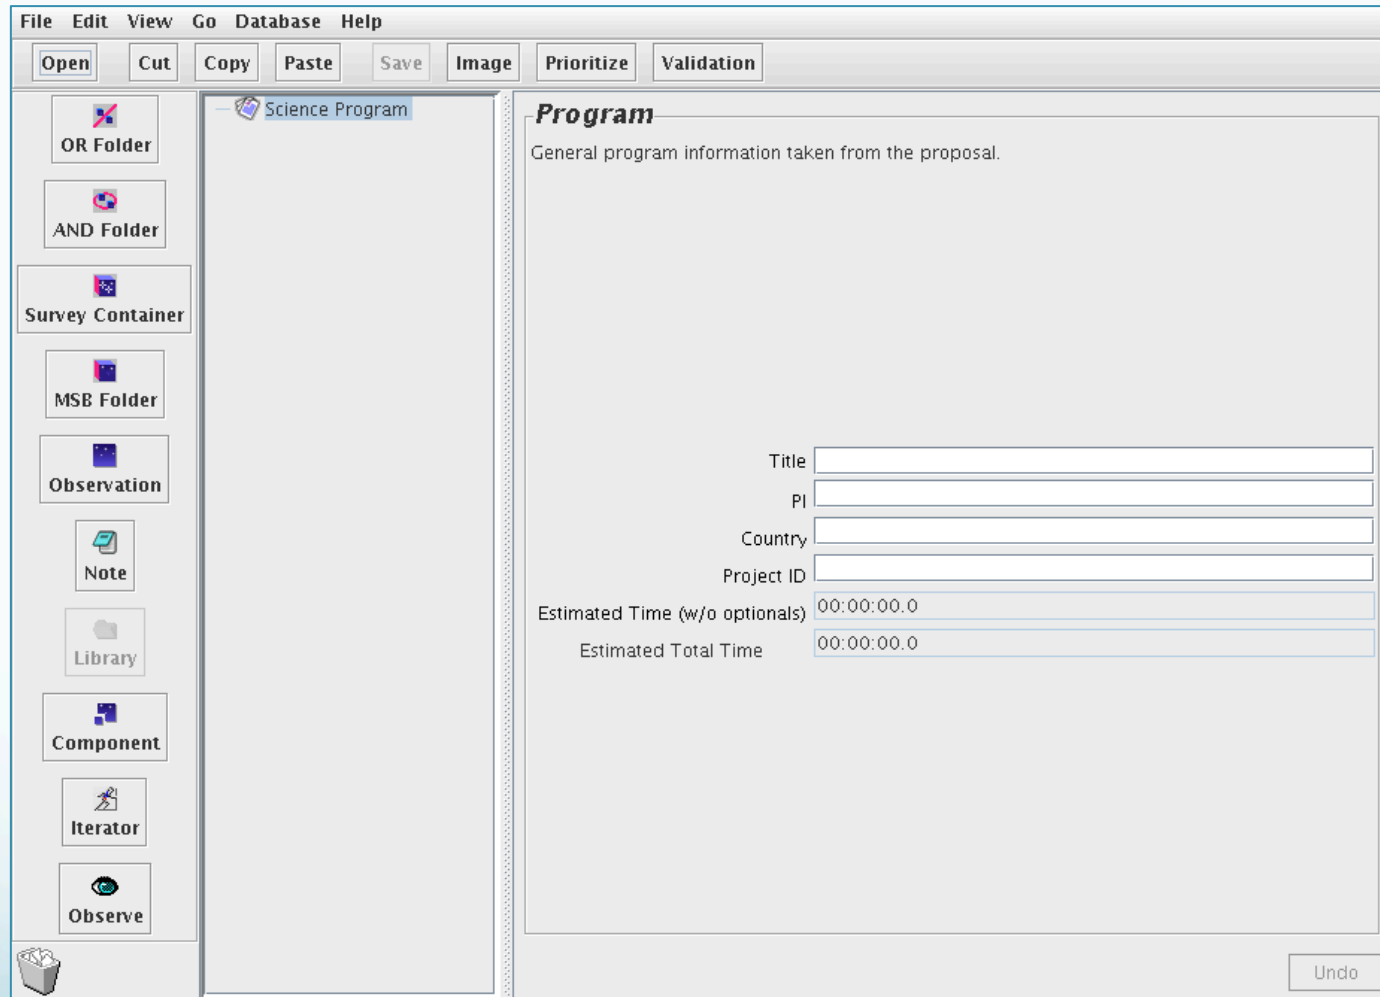 File Edit View Go Database Help
Open Cut Copy Paste Save Image Prioritize Validation
OR Folder
AND Folder
Survey Container
MSB Folder
Observation
Note
Library
Component
Iterator
Observe
Science Program
Program
General program information taken from the proposal.
Title
PI
Country
Project ID
Estimated Time (w/o optionals) 00:00:00.0
Estimated Total Time 00:00:00.0
Undo